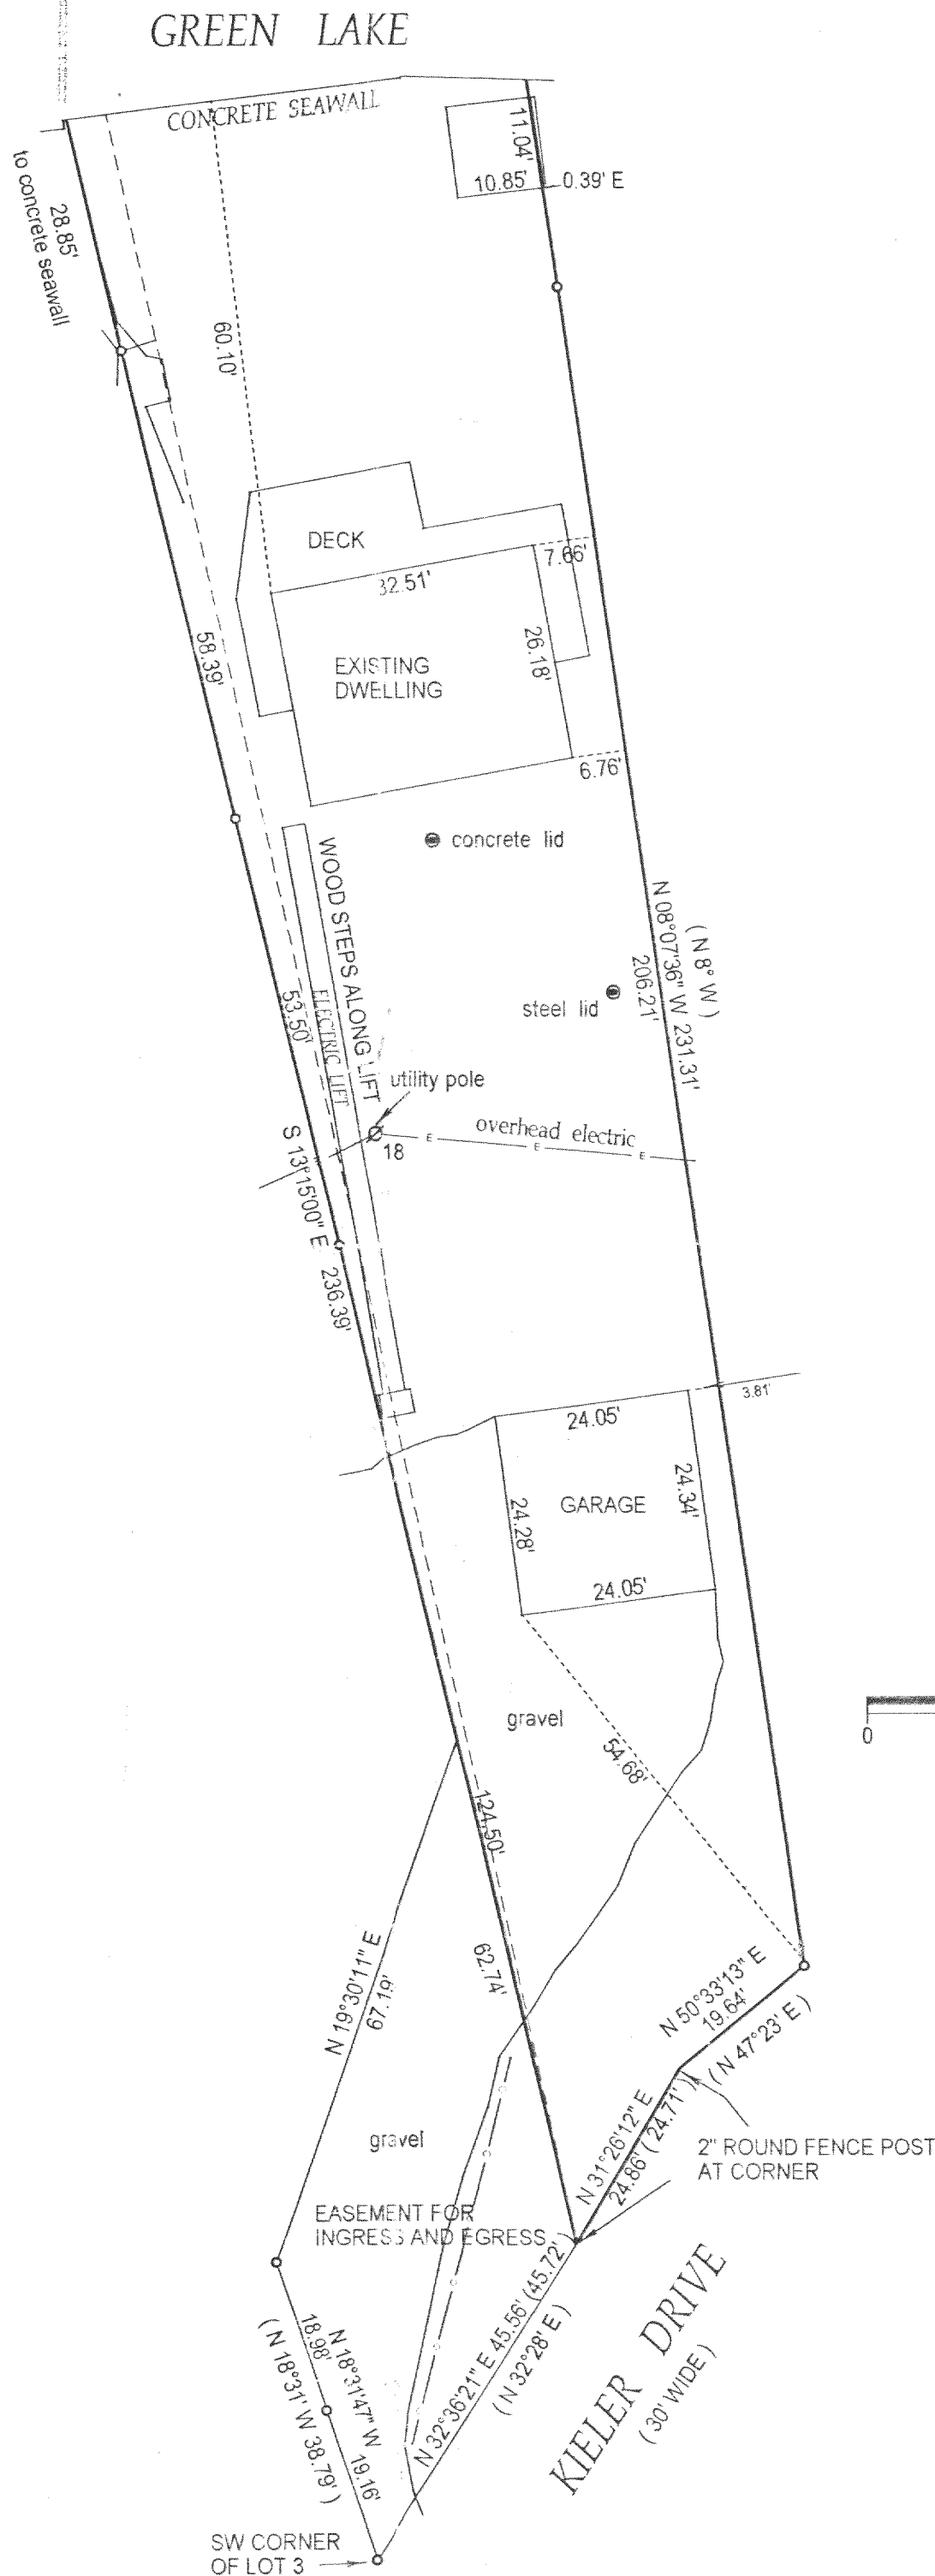 GREEN LAKE
CONCRETE SEAWALL
11.04'
10.85'
0.39' E
28.85'
to concrete seawall
60.10'
DECK
7.66'
32.51'
58.39'
26.18'
EXISTING
DWELLING
6.76'
concrete lid
WOOD STEPS ALONG LIFT
ELECTRIC LIFT
53.50'
( N 8° W )
N 08°07'36" W 231.31'
206.21'
steel lid
utility pole
overhead electric
E
E
E
18
S 13°15'00" E 236.39'
3.81'
24.05'
24.34'
GARAGE
24.28'
24.05'
gravel
54.68'
0
124.50'
62.74'
N 19°30'11" E
67.19'
N 50°33'13" E
19.64'
( N 47°23' E )
N 31°26'12" E
24.86' ( 24.71' )
2" ROUND FENCE POST
AT CORNER
gravel
EASEMENT FOR
INGRESS AND EGRESS
N 32°36'21" E 45.56' (45.72' )
( N 32°28' E )
KIELER DRIVE
( 30' WIDE )
18.98'
N 18°31'47" W
19.16'
( N 18°31' W 38.79' )
SW CORNER
OF LOT 3